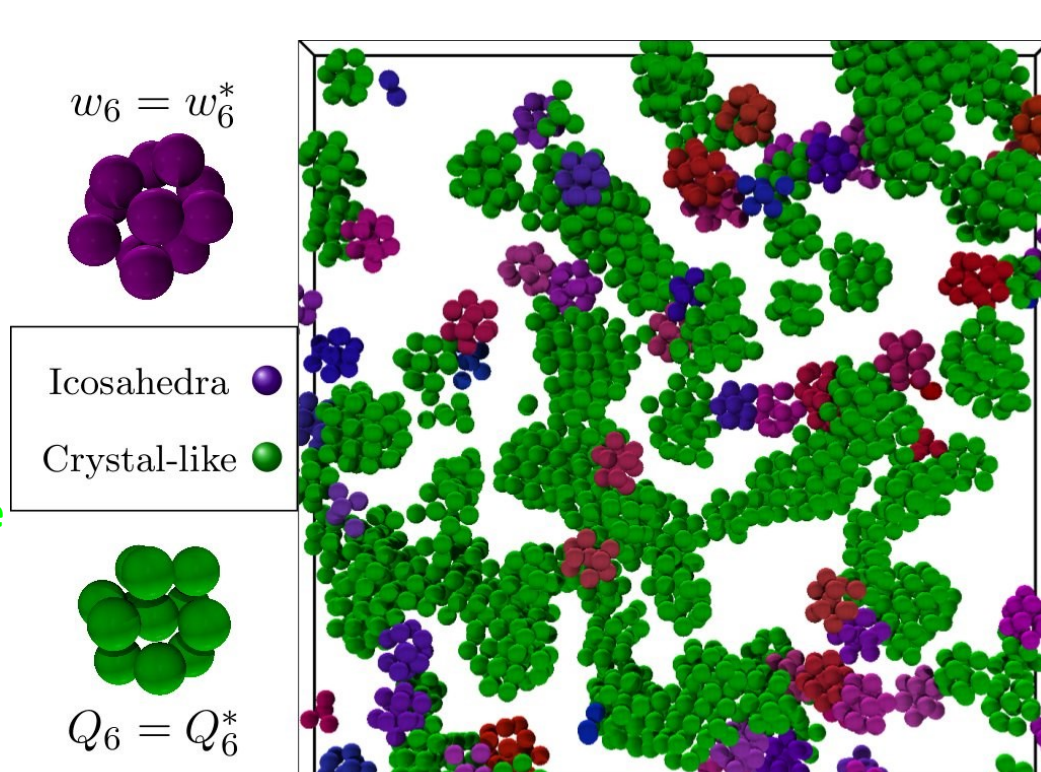 w₆ = w₆*
Icosahedra
Crystal-like
e
Q₆ = Q₆*